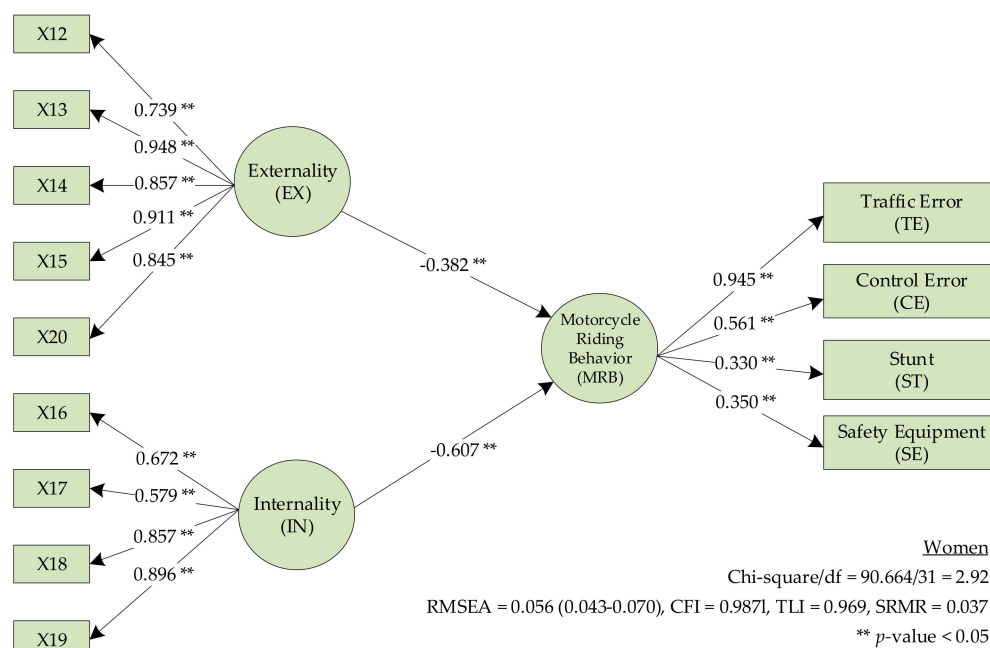 X12
X13
X14
X15
X20
X16
X17
X18
X19
0.739 **
0.948 **
0.857 **
0.911 **
0.845 **
0.672 **
0.579 **
0.857 **
0.896 **
Externality
(EX)
Internality
(IN)
-0.382 **
-0.607 **
Motorcycle
Riding
Behavior
(MRB)
0.945 **
0.561 **
0.330 **
0.350 **
Traffic Error
(TE)
Control Error
(CE)
Stunt
(ST)
Safety Equipment
(SE)
Women
Chi-square/df = 90.664/31 = 2.92
RMSEA = 0.056 (0.043-0.070), CFI = 0.987l, TLI = 0.969, SRMR = 0.037
** p-value < 0.05